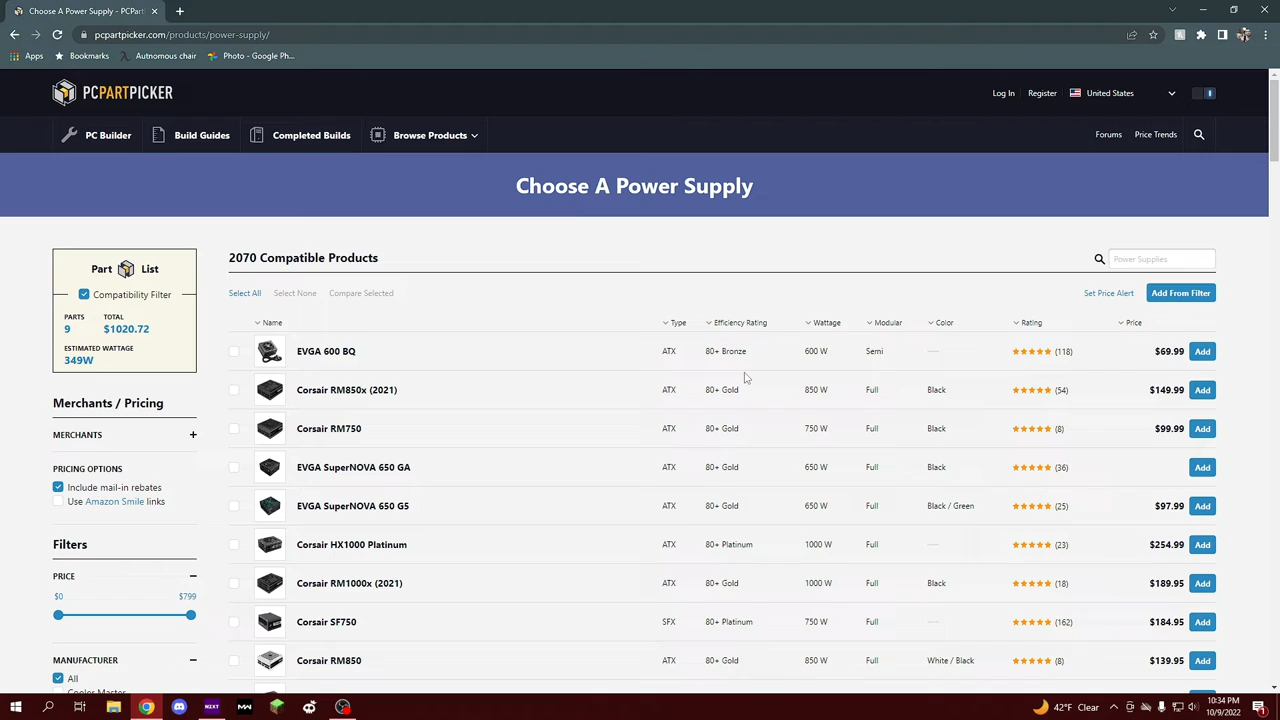 Choose A Power Supply - PCPart
pcpartpicker.com/products/power-supply/
Apps
Bookmarks
Autnomous chair
Photo - Google Ph...
PCPARTPICKER
Log In
Register
United States
PC Builder
Build Guides
Completed Builds
Browse Products
Forums
Price Trends
Choose A Power Supply
Part List
Compatibility Filter
PARTS TOTAL
9 $1020.72
ESTIMATED WATTAGE
349W
Merchants / Pricing
MERCHANTS
PRICING OPTIONS
Include mail-in rebates
Use Amazon Smile links
Filters
PRICE
$0 $799
MANUFACTURER
All
Cooler Master
2070 Compatible Products
Power Supplies
Select All Select None Compare Selected
Set Price Alert
Add From Filter
Name Type Efficiency Rating Wattage Modular Color Rating Price
EVGA 600 BQ ATX 80+ Bronze 600 W Semi (118) $69.99 Add
Corsair RM850x (2021) ATX 80+ Gold 850 W Full Black (54) $149.99 Add
Corsair RM750 ATX 80+ Gold 750 W Full Black (8) $99.99 Add
EVGA SuperNOVA 650 GA ATX 80+ Gold 650 W Full Black (36) Add
EVGA SuperNOVA 650 G5 ATX 80+ Gold 650 W Full Black / Green (25) $97.99 Add
Corsair HX1000 Platinum ATX 80+ Platinum 1000 W Full (23) $254.99 Add
Corsair RM1000x (2021) ATX 80+ Gold 1000 W Full Black (18) $189.95 Add
Corsair SF750 SFX 80+ Platinum 750 W Full (162) $184.95 Add
Corsair RM850 ATX 80+ Gold 850 W Full White / Black (8) $139.95 Add
NZXT
42°F Clear
10:34 PM
10/9/2022